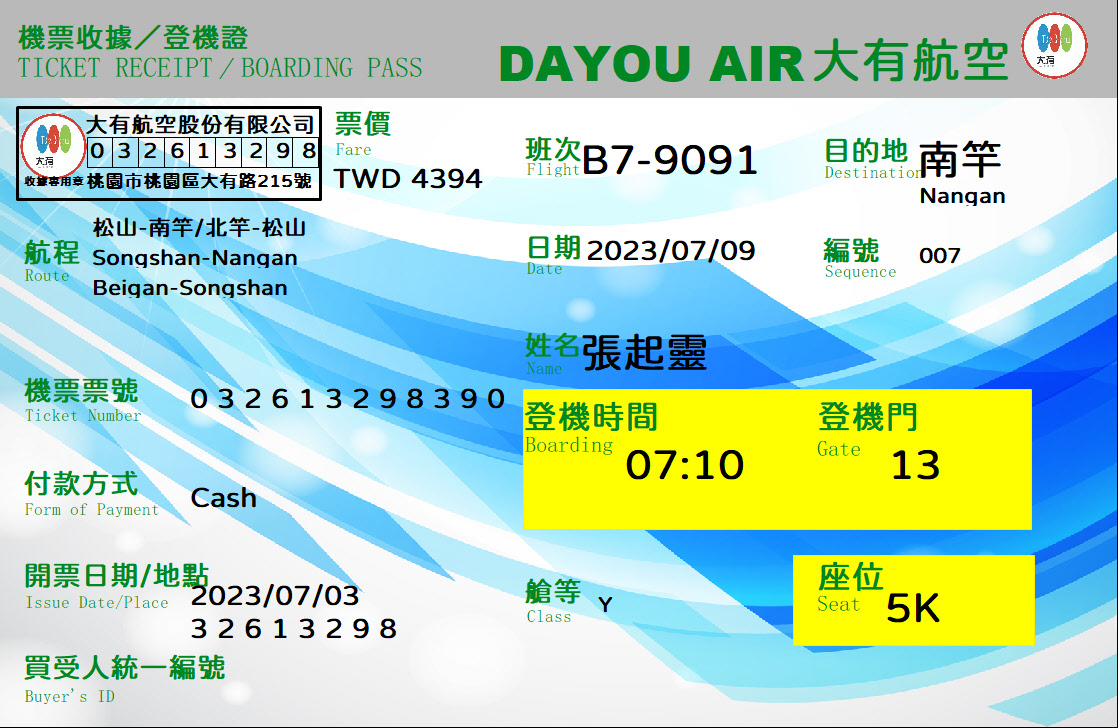 機票收據／登機證
TICKET RECEIPT／BOARDING PASS
DAYOU AIR 大有航空
大有
大有航空股份有限公司
0 3 2 6 1 3 2 9 8
收據專用章 桃園市桃園區大有路215號
大有
票價
Fare
TWD 4394
班次
Flight
B7-9091
目的地
Destination
南竿
Nangan
航程
Route
松山-南竿/北竿-松山
Songshan-Nangan
Beigan-Songshan
日期
Date
2023/07/09
編號
Sequence
007
姓名
Name
張起靈
機票票號
Ticket Number
0 3 2 6 1 3 2 9 8 3 9 0
登機時間
Boarding
07:10
登機門
Gate
13
付款方式
Form of Payment
Cash
開票日期/地點
Issue Date/Place
2023/07/03
3 2 6 1 3 2 9 8
艙等
Class
Y
座位
Seat
5K
買受人統一編號
Buyer's ID